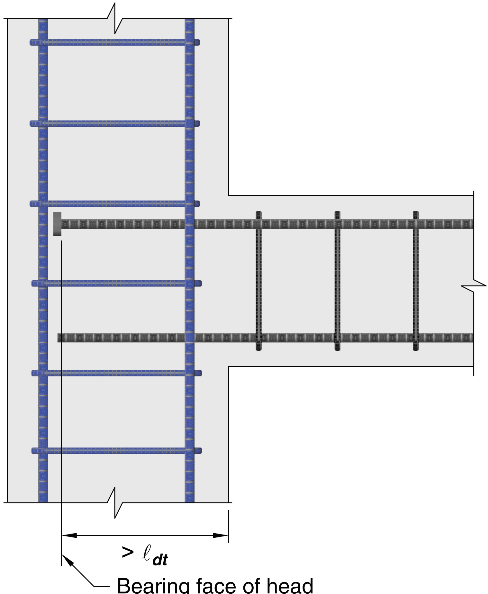 > ℓdt
Bearing face of head